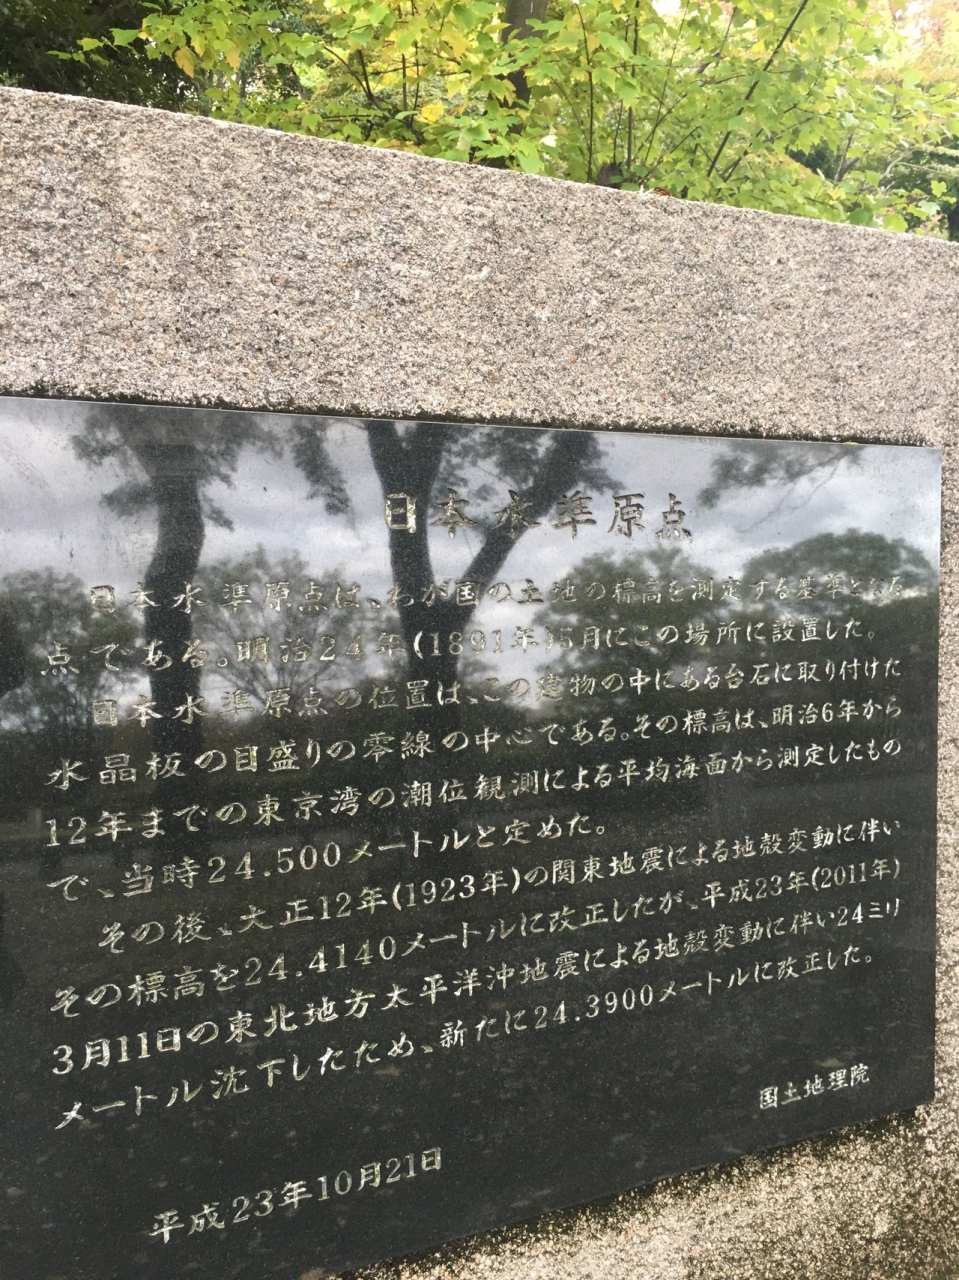 日本水準原点
日本水準原点は、わが国の土地の標高を測定する基準となる
点である。明治24年(1891年)5月にこの場所に設置した。
日本水準原点の位置は、この建物の中にある台石に取り付けた
水晶板の目盛りの零線の中心である。その標高は、明治6年から
12年までの東京湾の潮位観測による平均海面から測定したもの
で、当時24.500メートルと定めた。
その後、大正12年(1923年)の関東地震による地殻変動に伴い
その標高を24.4140メートルに改正したが、平成23年(2011年)
3月11日の東北地方太平洋沖地震による地殻変動に伴い24ミリ
メートル沈下したため、新たに24.3900メートルに改正した。
平成23年10月21日
国土地理院